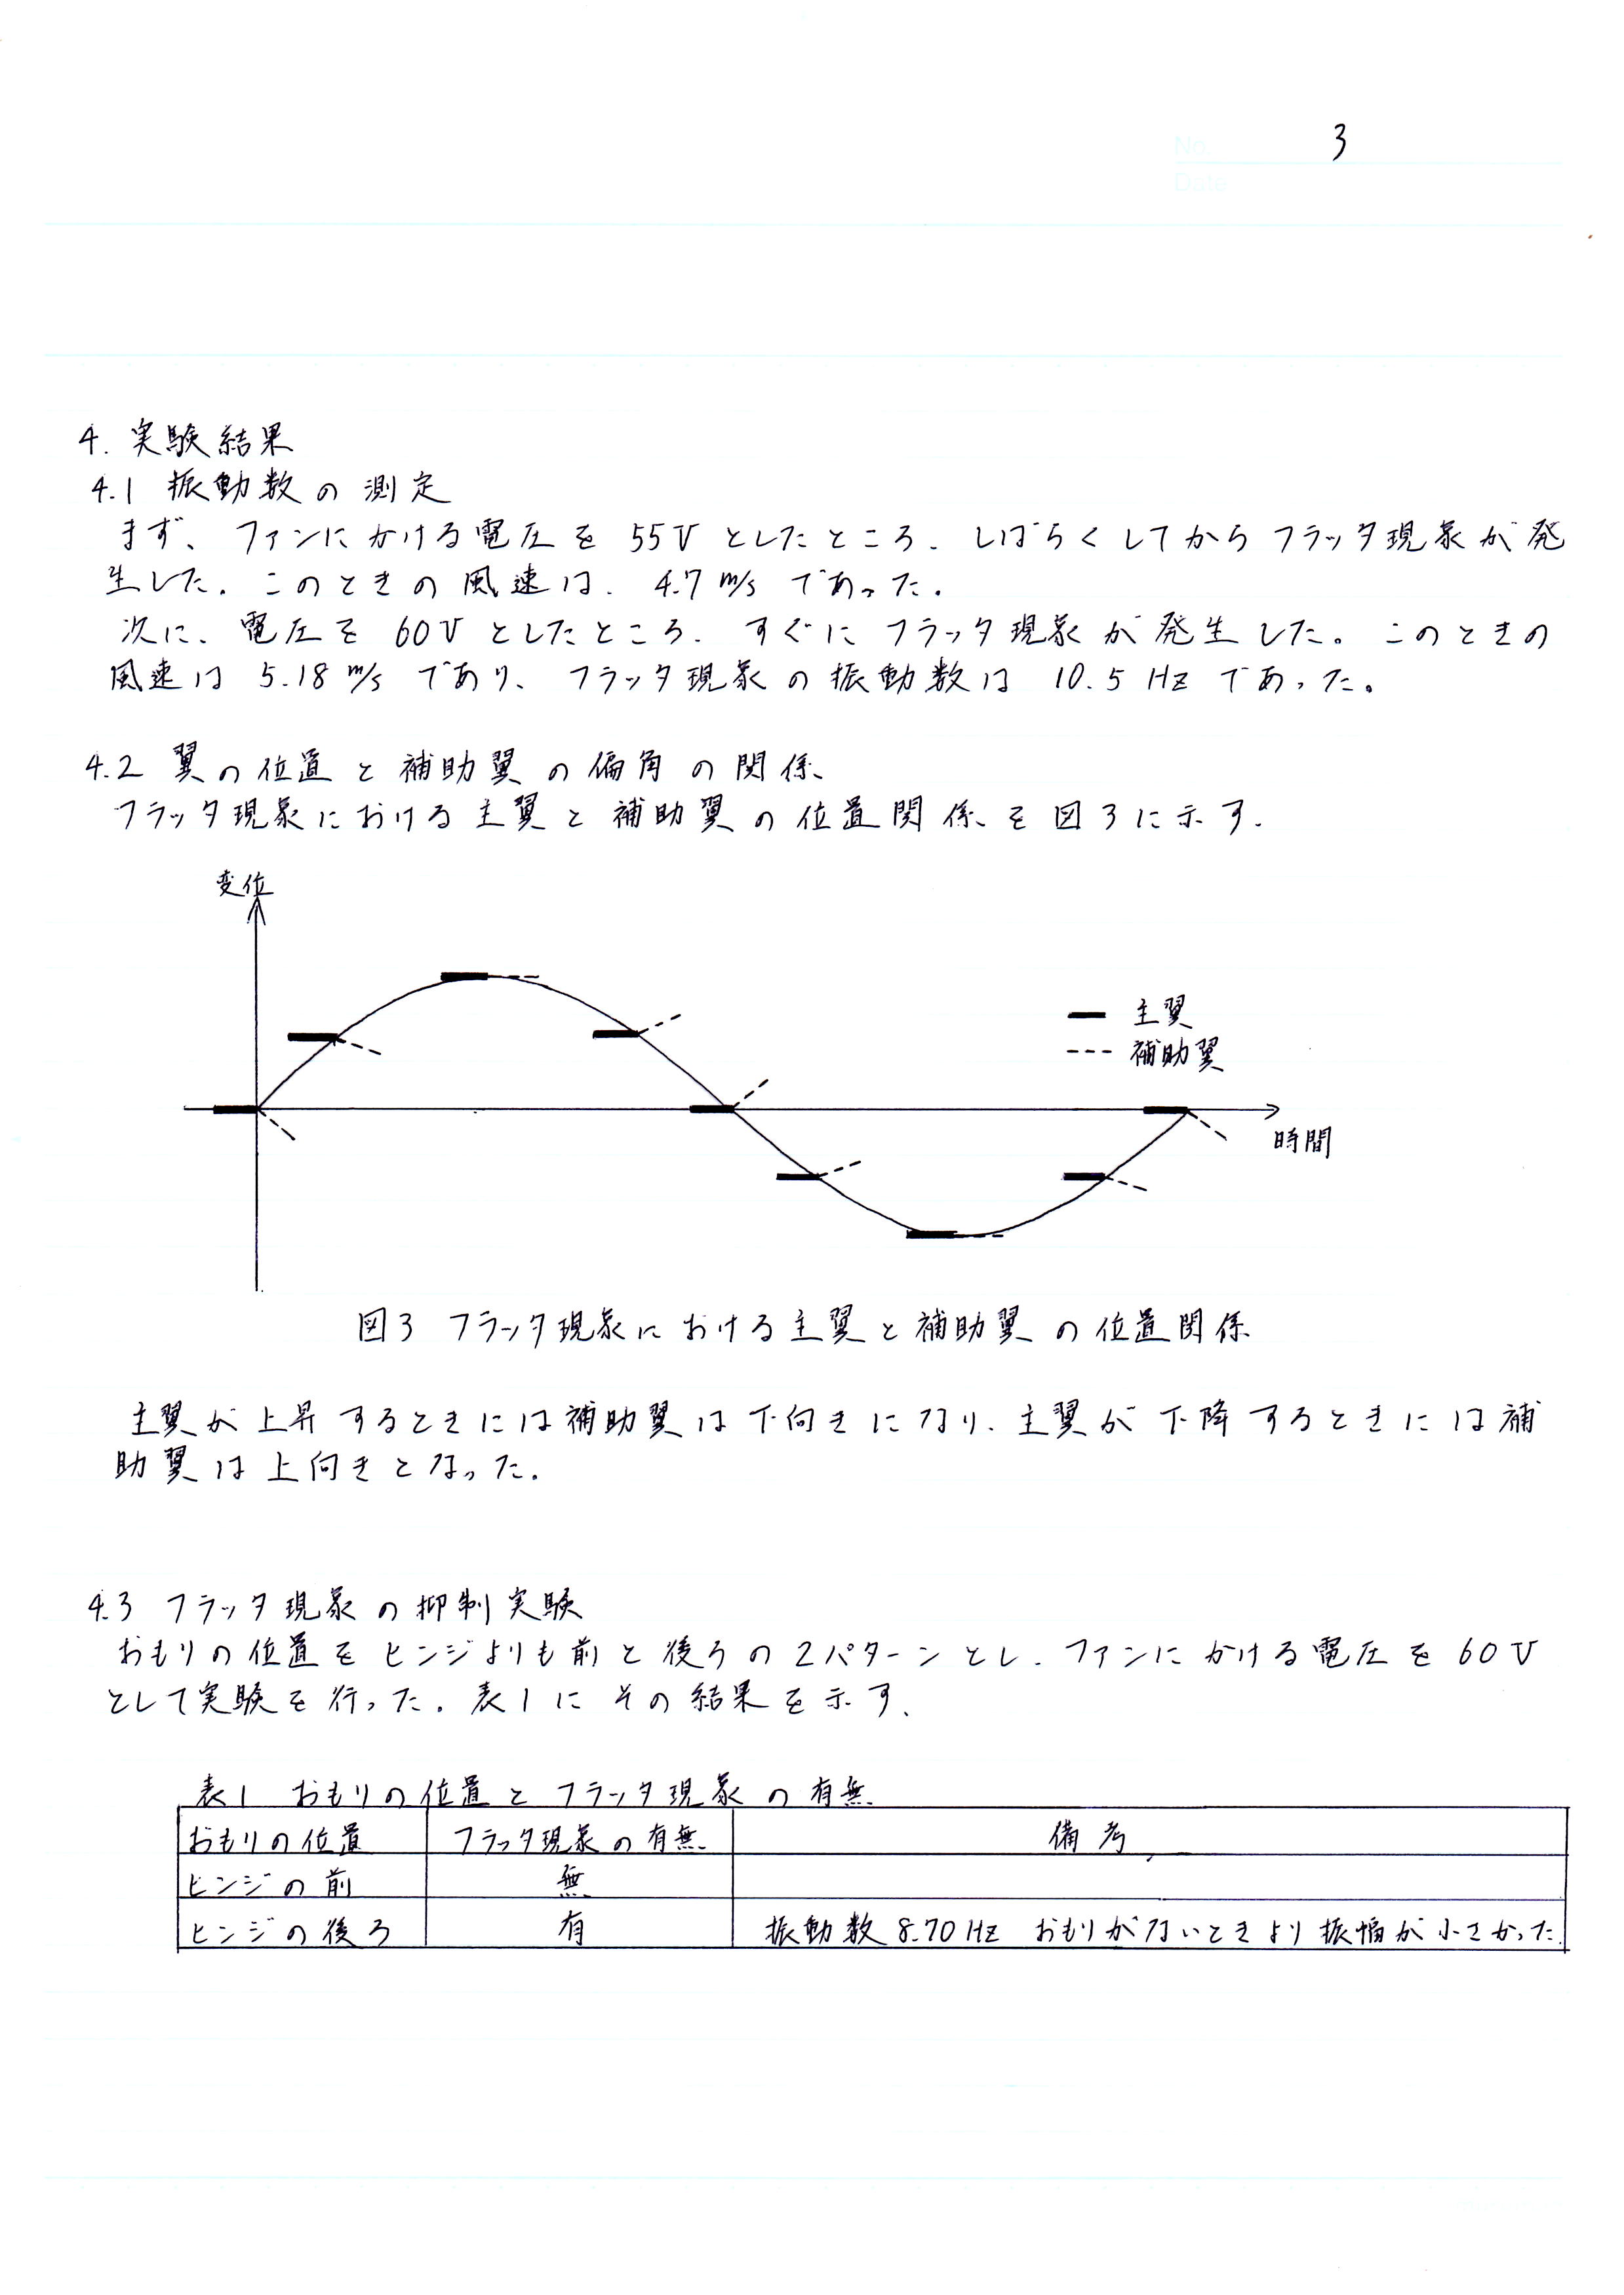 No. 3
Date
4. 実験結果
4.1 振動数の測定
まず、ファンにかける電圧を55Vとしたところ、しばらくしてからフラッタ現象が発
生した。このときの風速は、4.7 m/sであった。
次に、電圧を60Vとしたところ、すぐにフラッタ現象が発生した。このときの
風速は5.18 m/sであり、フラッタ現象の振動数は10.5 Hzであった。
4.2 翼の位置と補助翼の偏角の関係
フラッタ現象における主翼と補助翼の位置関係を図3に示す。
変位
主翼
補助翼
時間
図3 フラッタ現象における主翼と補助翼の位置関係
主翼が上昇するときには補助翼は下向きになり、主翼が下降するときには補
助翼は上向きとなった。
4.3 フラッタ現象の抑制実験
おもりの位置をヒンジよりも前と後ろの2パターンとし、ファンにかける電圧を60V
として実験を行った。表1にその結果を示す。
表1 おもりの位置とフラッタ現象の有無
おもりの位置 フラッタ現象の有無 備考
ヒンジの前 無
ヒンジの後ろ 有 振動数8.70Hz おもりがないときより振幅が小さかった.